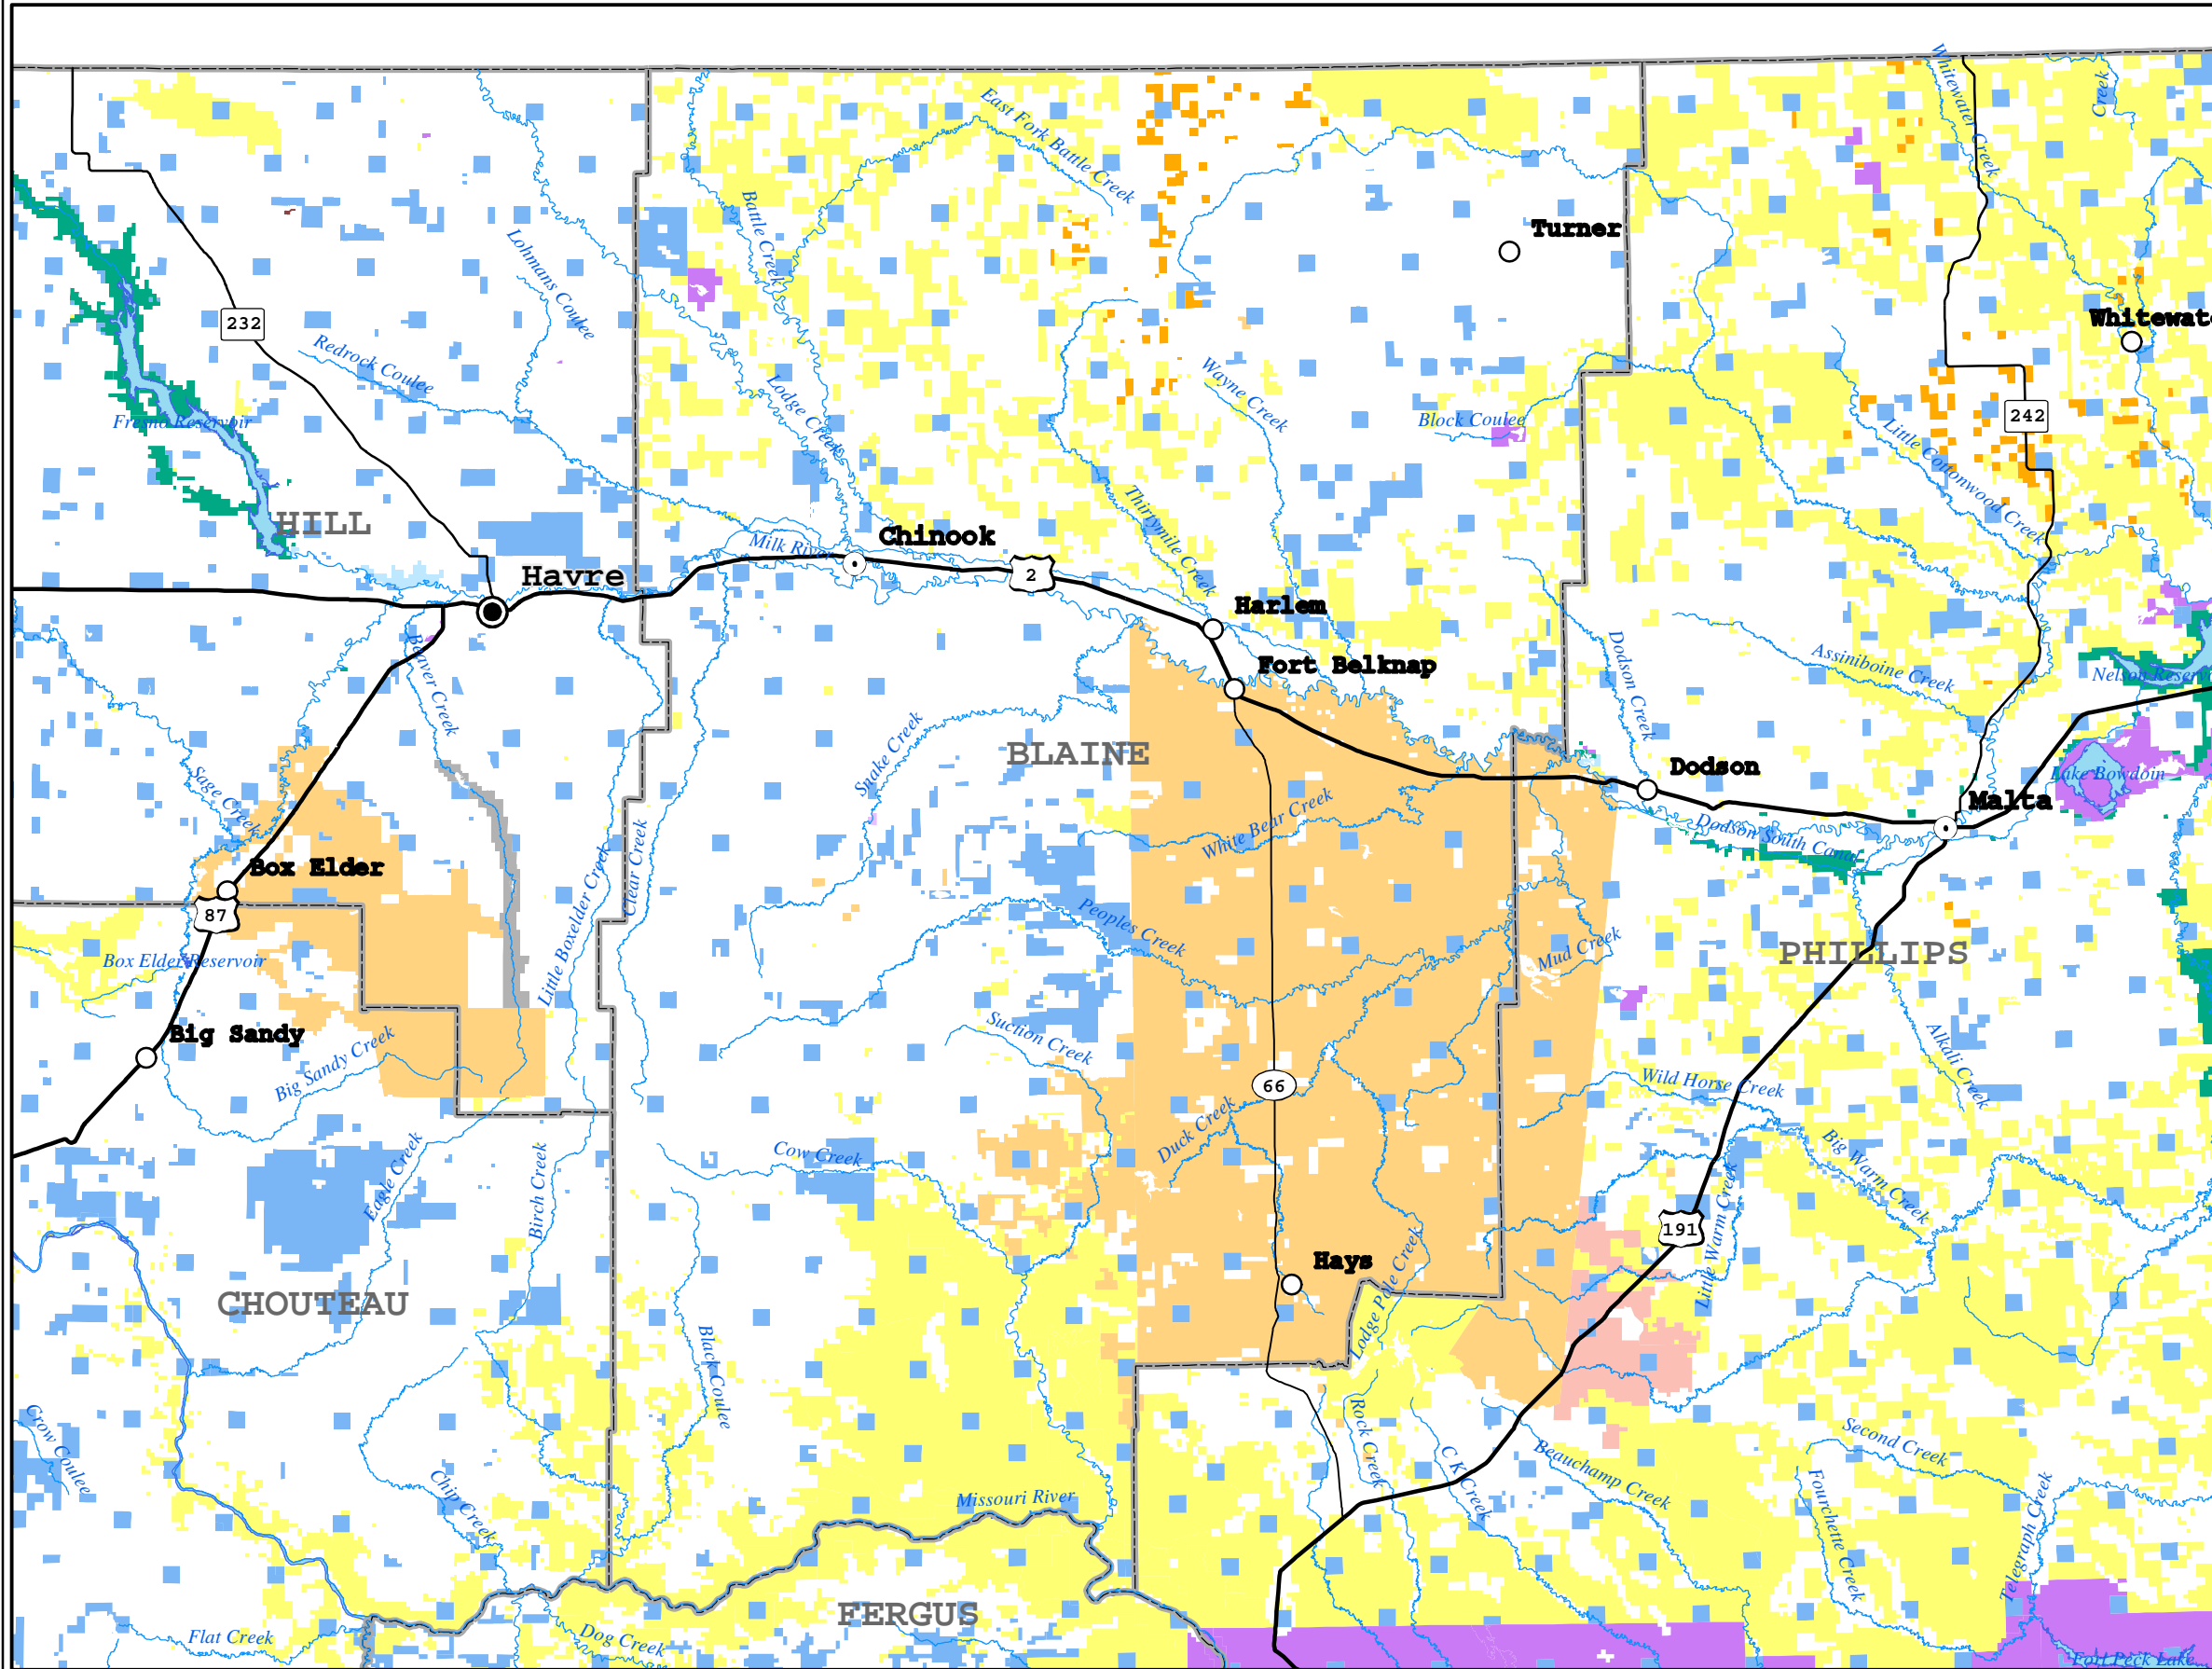 Whitewater Creek
Creek
East Fork Battle Creek
Battle Creek
Turner
Lohmans Coulee
232
Redrock Coulee
Lodge Creek
Wayne Creek
Block Coulee
242
Little Cottonwood Creek
Fresno Reservoir
HILL
Milk River
Chinook
2
Thirtymile Creek
Havre
Harlem
Beaver Creek
Fort Belknap
Dodson Creek
Assiniboine Creek
Snake Creek
BLAINE
Sage Creek
Dodson
Lake Bowdoin
Malta
White Bear Creek
Dodson South Canal
Box Elder
87
Little Boxelder Creek
Clear Creek
Peoples Creek
Mud Creek
PHILLIPS
Box Elder Reservoir
Big Sandy
Big Sandy Creek
Suction Creek
66
Wild Horse Creek
Alkali Creek
Duck Creek
Cow Creek
Eagle Creek
Birch Creek
Big Warm Creek
191
Little Warm Creek
Hays
Lodge Pole Creek
CHOUTEAU
Black Coulee
Crow Coulee
Rock Creek
C K Creek
Beauchamp Creek
Second Creek
Fourchette Creek
Telegraph Creek
Chip Creek
Missouri River
FERGUS
Flat Creek
Dog Creek
Fort Peck Lake